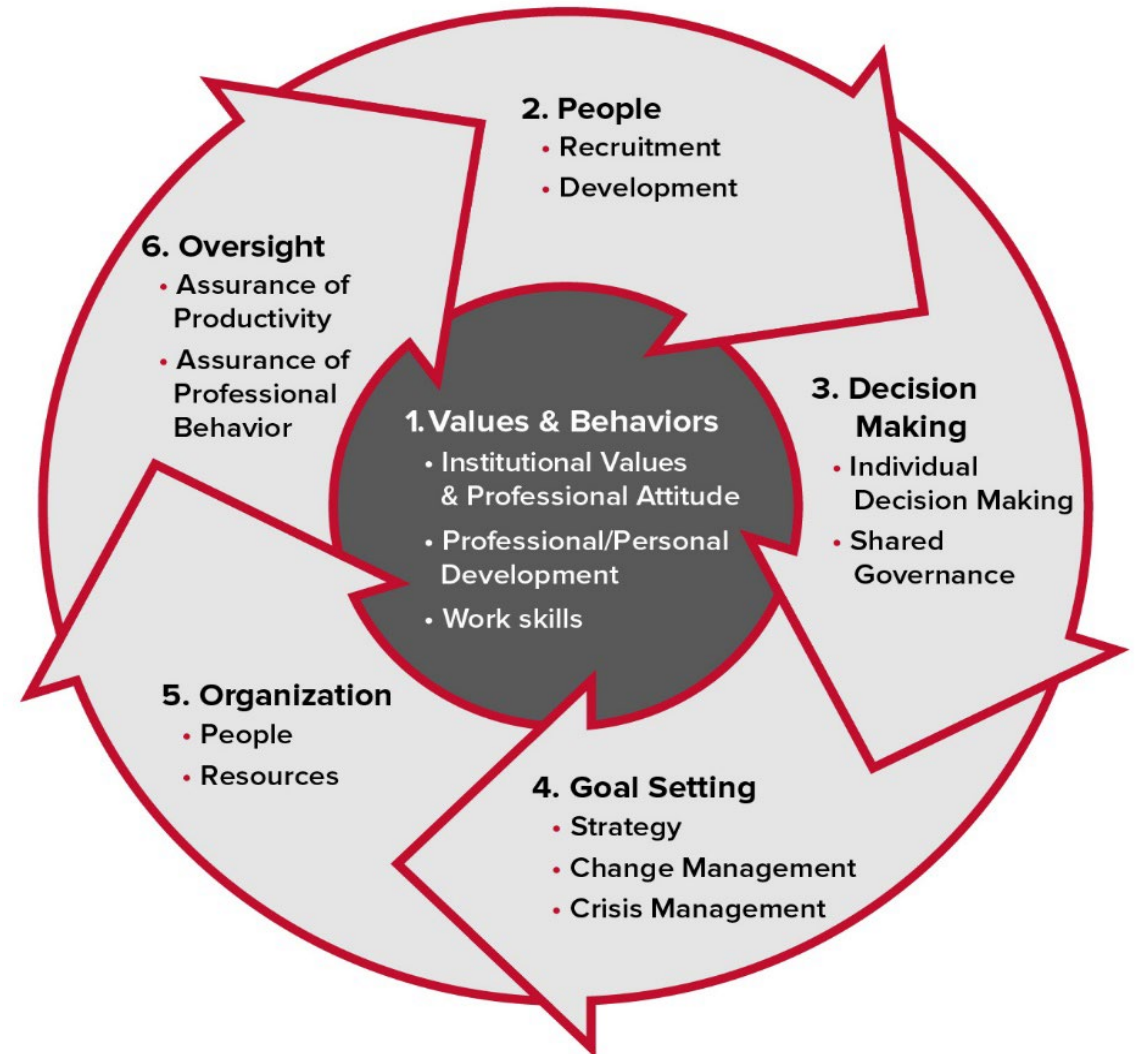 1. Values & Behaviors
• Institutional Values
& Professional Attitude
• Professional/Personal
Development
• Work skills
2. People
• Recruitment
• Development
3. Decision
Making
• Individual
Decision Making
• Shared
Governance
4. Goal Setting
• Strategy
• Change Management
• Crisis Management
5. Organization
• People
• Resources
6. Oversight
• Assurance of
Productivity
• Assurance of
Professional
Behavior